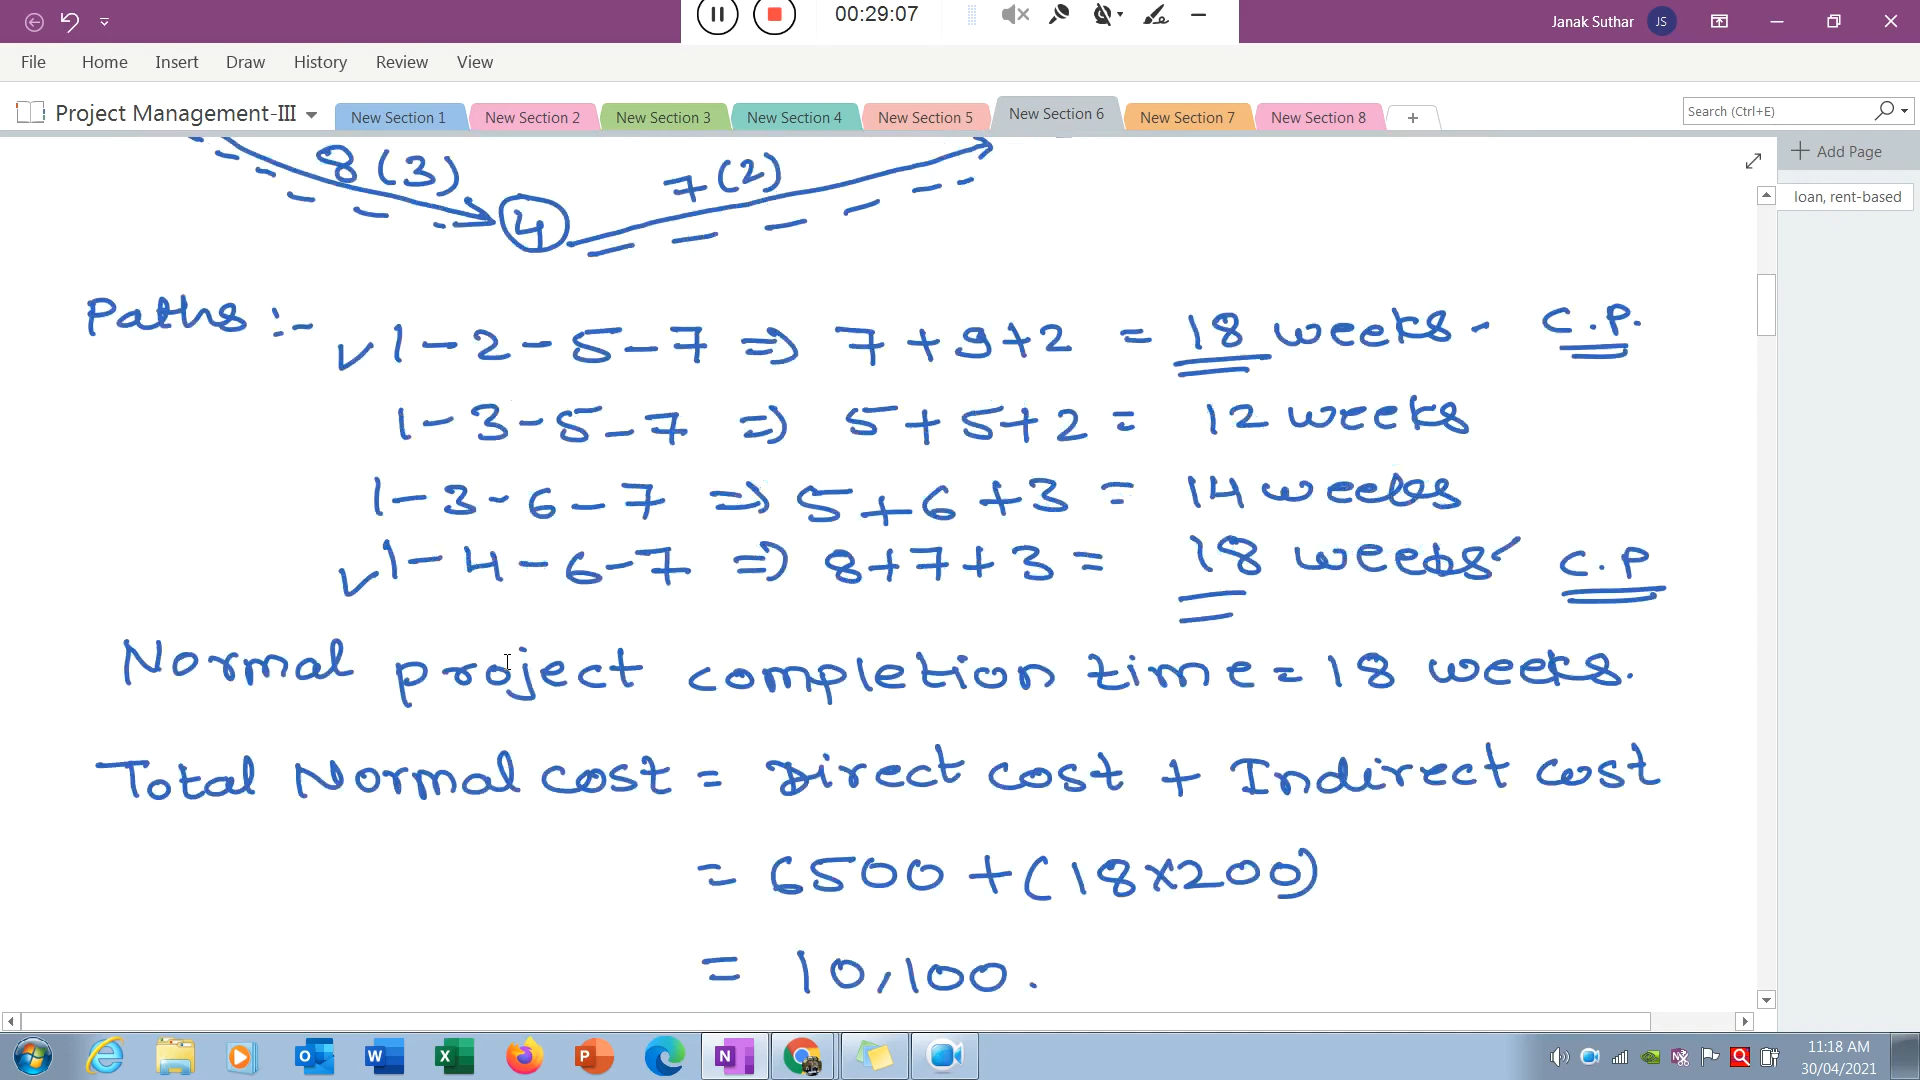 00:29:07
Janak Suthar JS
File Home Insert Draw History Review View
Project Management-III New Section 1 New Section 2 New Section 3 New Section 4 New Section 5 New Section 6 New Section 7 New Section 8 + Search (Ctrl+E)
Add Page
loan, rent-based
8 (3) 7 (2)
4
Paths :- ✓ 1 - 2 - 5 - 7 => 7 + 9 + 2 = 18 weeks - C.P.
1 - 3 - 5 - 7 => 5 + 5 + 2 = 12 weeks
1 - 3 - 6 - 7 => 5 + 6 + 3 = 14 weeks
✓ 1 - 4 - 6 - 7 => 8 + 7 + 3 = 18 weeks C.P
Normal project completion time = 18 weeks.
Total Normal cost = Direct cost + Indirect cost
= 6500 + (18×200)
= 10,100.
11:18 AM
30/04/2021